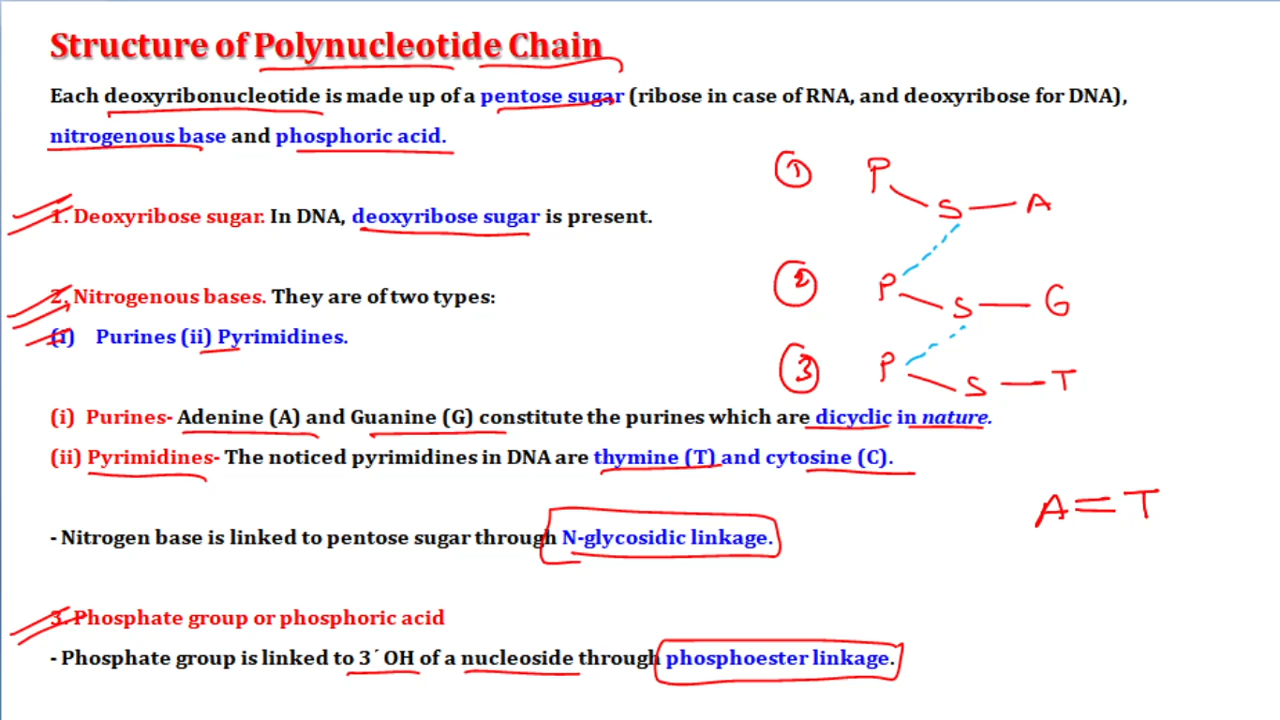 Structure of Polynucleotide Chain
Each deoxyribonucleotide is made up of a pentose sugar (ribose in case of RNA, and deoxyribose for DNA),
nitrogenous base and phosphoric acid.
1. Deoxyribose sugar. In DNA, deoxyribose sugar is present.
2. Nitrogenous bases. They are of two types:
(i) Purines (ii) Pyrimidines.
(i) Purines- Adenine (A) and Guanine (G) constitute the purines which are dicyclic in nature.
(ii) Pyrimidines- The noticed pyrimidines in DNA are thymine (T) and cytosine (C).
- Nitrogen base is linked to pentose sugar through N-glycosidic linkage.
3. Phosphate group or phosphoric acid
- Phosphate group is linked to 3´ OH of a nucleoside through phosphoester linkage.
1 P
S — A
2 P
S — G
3 P
S — T
A = T